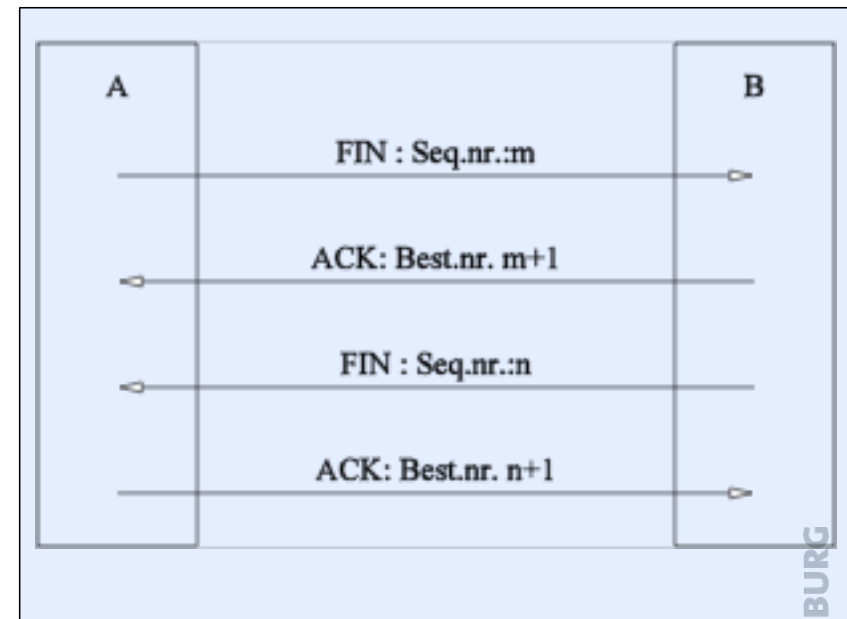 A
B
FIN : Seq.nr.:m
ACK: Best.nr. m+1
FIN : Seq.nr.:n
ACK: Best.nr. n+1
BURG